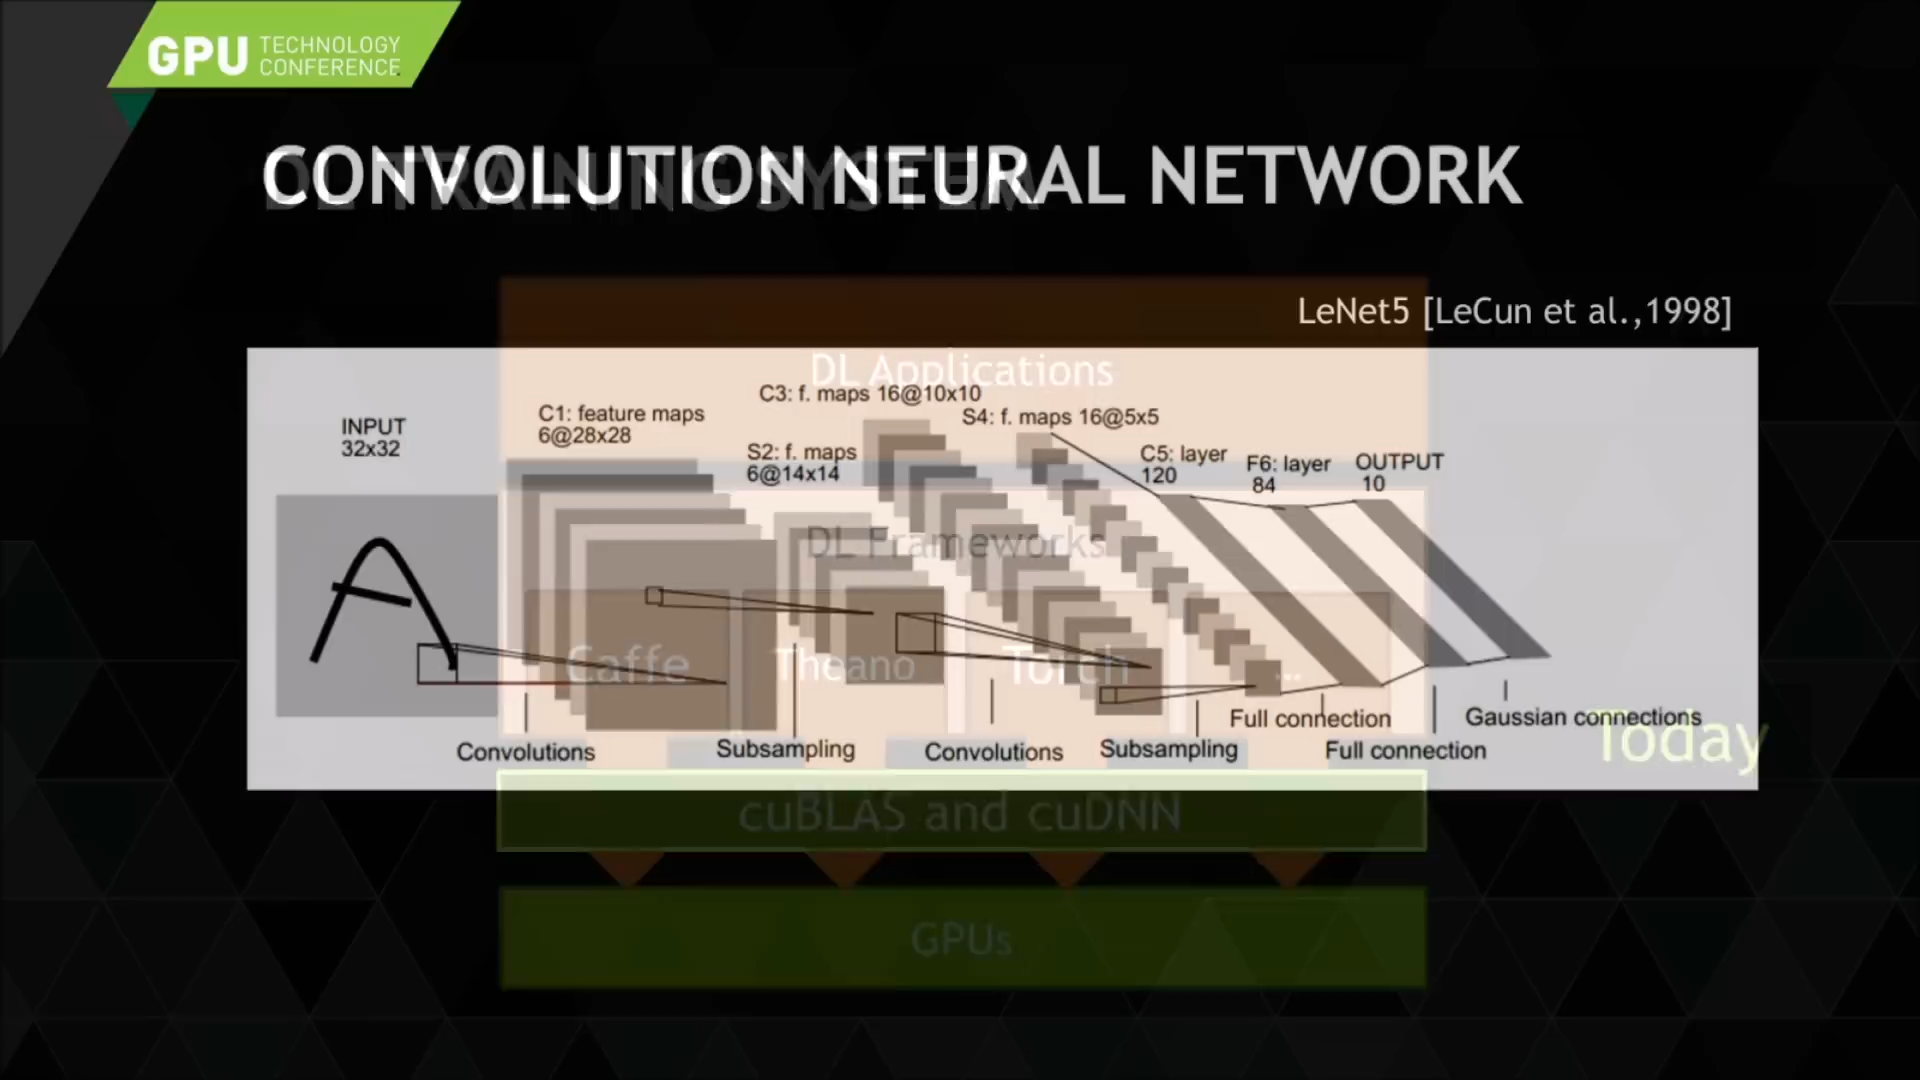 GPU TECHNOLOGY
CONFERENCE
CONVOLUTION NEURAL NETWORK
DL TRAINING SYSTEM
LeNet5 [LeCun et al.,1998]
DL Applications
C3: f. maps 16@10x10
S4: f. maps 16@5x5
INPUT
32x32
C1: feature maps
6@28x28
S2: f. maps
6@14x14
C5: layer
120
F6: layer
84
OUTPUT
10
DL Frameworks
A
Caffe
Theano
Torch
...
Convolutions
Subsampling
Convolutions
Subsampling
Full connection
Full connection
Gaussian connections
Today
cuBLAS and cuDNN
GPUs